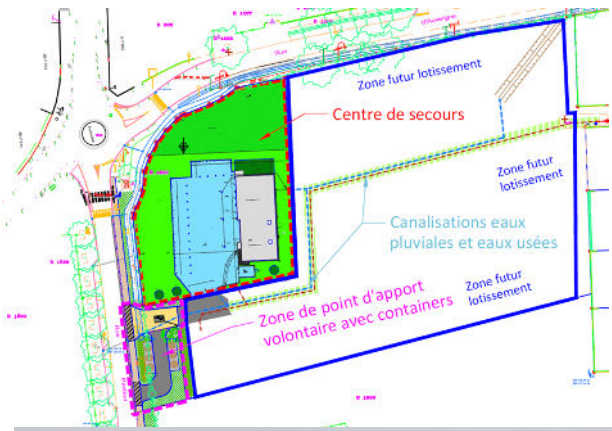 d'Auvergne
Zone futur lotissement
Centre de secours
Zone futur
lotissement
Canalisations eaux
pluviales et eaux usées
Zone futur
lotissement
Zone de point d'apport
volontaire avec containers